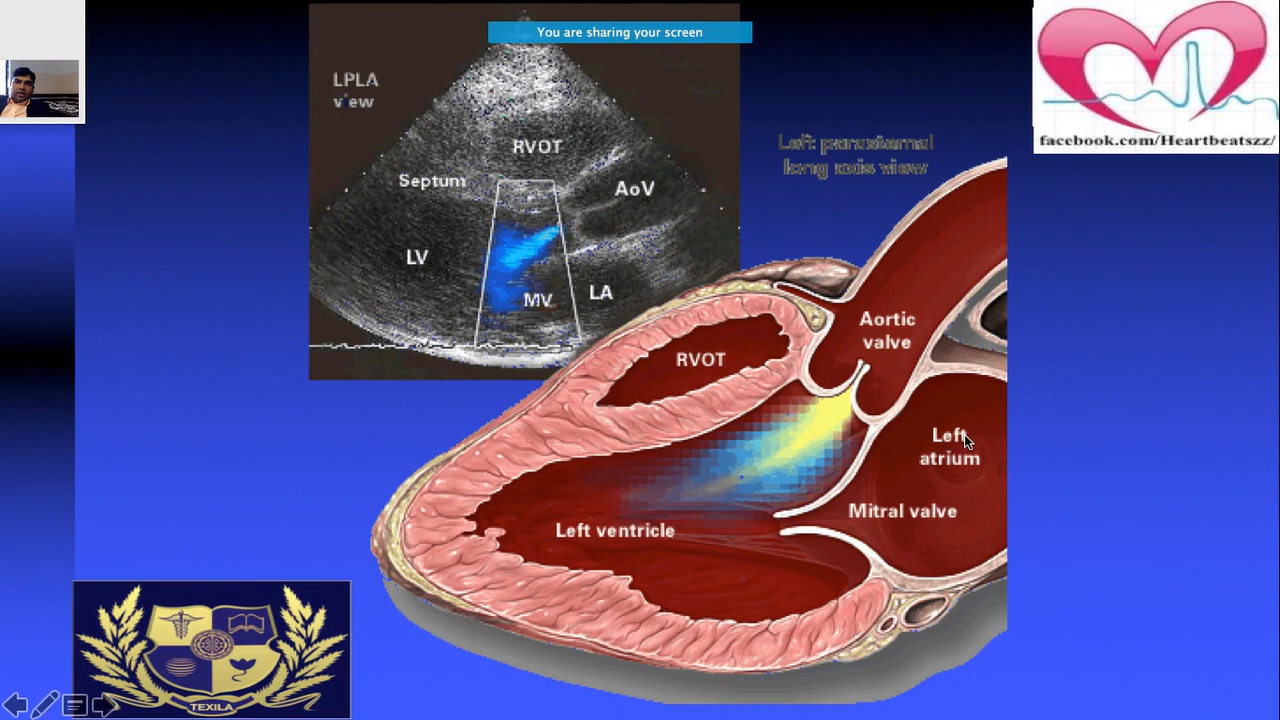 You are sharing your screen
LPLA
view
RVOT
Septum
AoV
LV
LA
MV
Left parasternal
long axis view
Aortic
valve
RVOT
Left
atrium
Mitral valve
Left ventricle
facebook.com/Heartbeatszz/
TEXILA